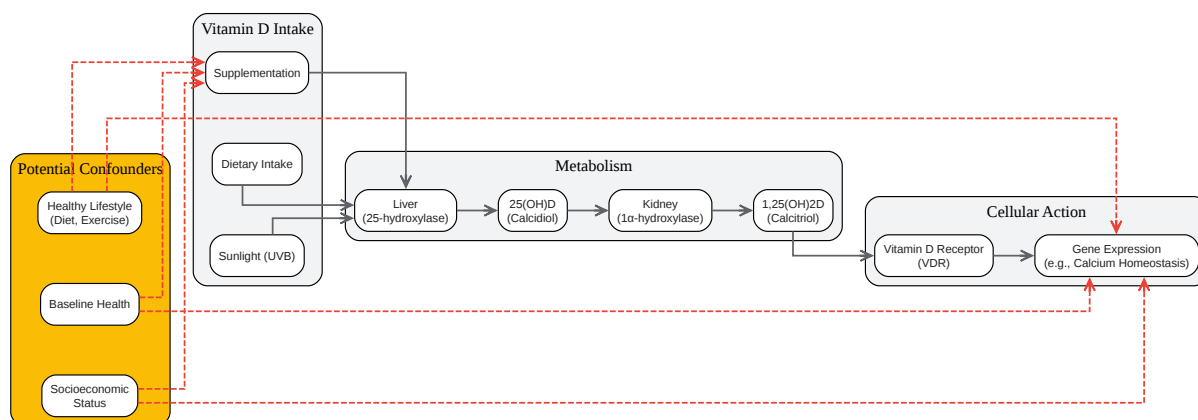 Vitamin D Intake
Supplementation
Dietary Intake
Sunlight (UVB)
Potential Confounders
Healthy Lifestyle
(Diet, Exercise)
Baseline Health
Socioeconomic
Status
Metabolism
Liver
(25-hydroxylase)
25(OH)D
(Calcidiol)
Kidney
(1α-hydroxylase)
1,25(OH)2D
(Calcitriol)
Cellular Action
Vitamin D Receptor
(VDR)
Gene Expression
(e.g., Calcium Homeostasis)